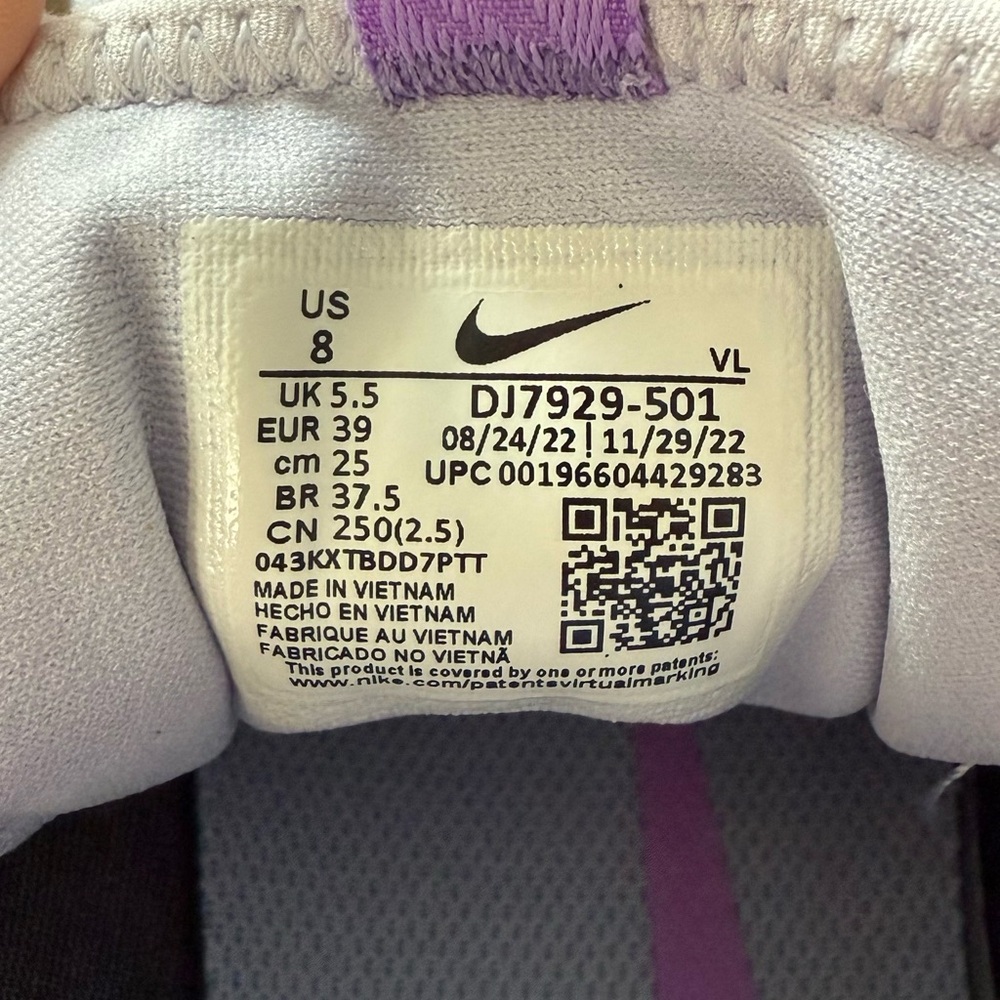 US
8
VL
UK 5.5
EUR 39
cm 25
BR 37.5
CN 250(2.5)
DJ7929-501
08/24/22 | 11/29/22
UPC 00196604429283
043KXTBDD7PTT
MADE IN VIETNAM
HECHO EN VIETNAM
FABRIQUE AU VIETNAM
FABRICADO NO VIETNÃ
This product is covered by one or more patents:
www.nike.com/patentsvirtualmarking